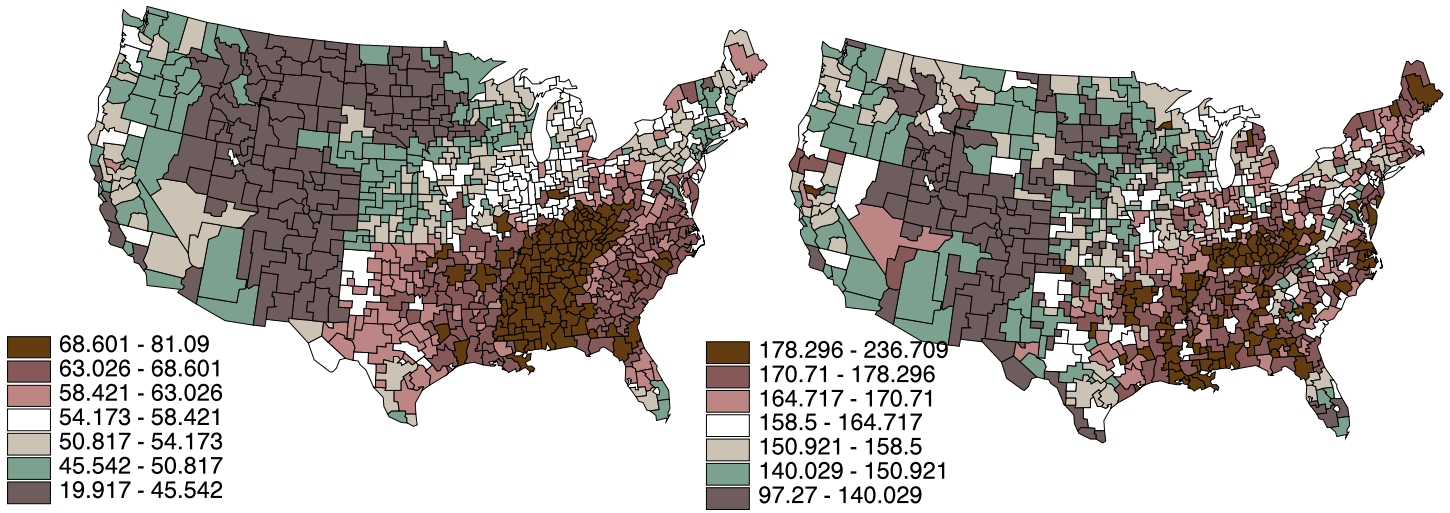 68.601 - 81.09
63.026 - 68.601
58.421 - 63.026
54.173 - 58.421
50.817 - 54.173
45.542 - 50.817
19.917 - 45.542
178.296 - 236.709
170.71 - 178.296
164.717 - 170.71
158.5 - 164.717
150.921 - 158.5
140.029 - 150.921
97.27 - 140.029